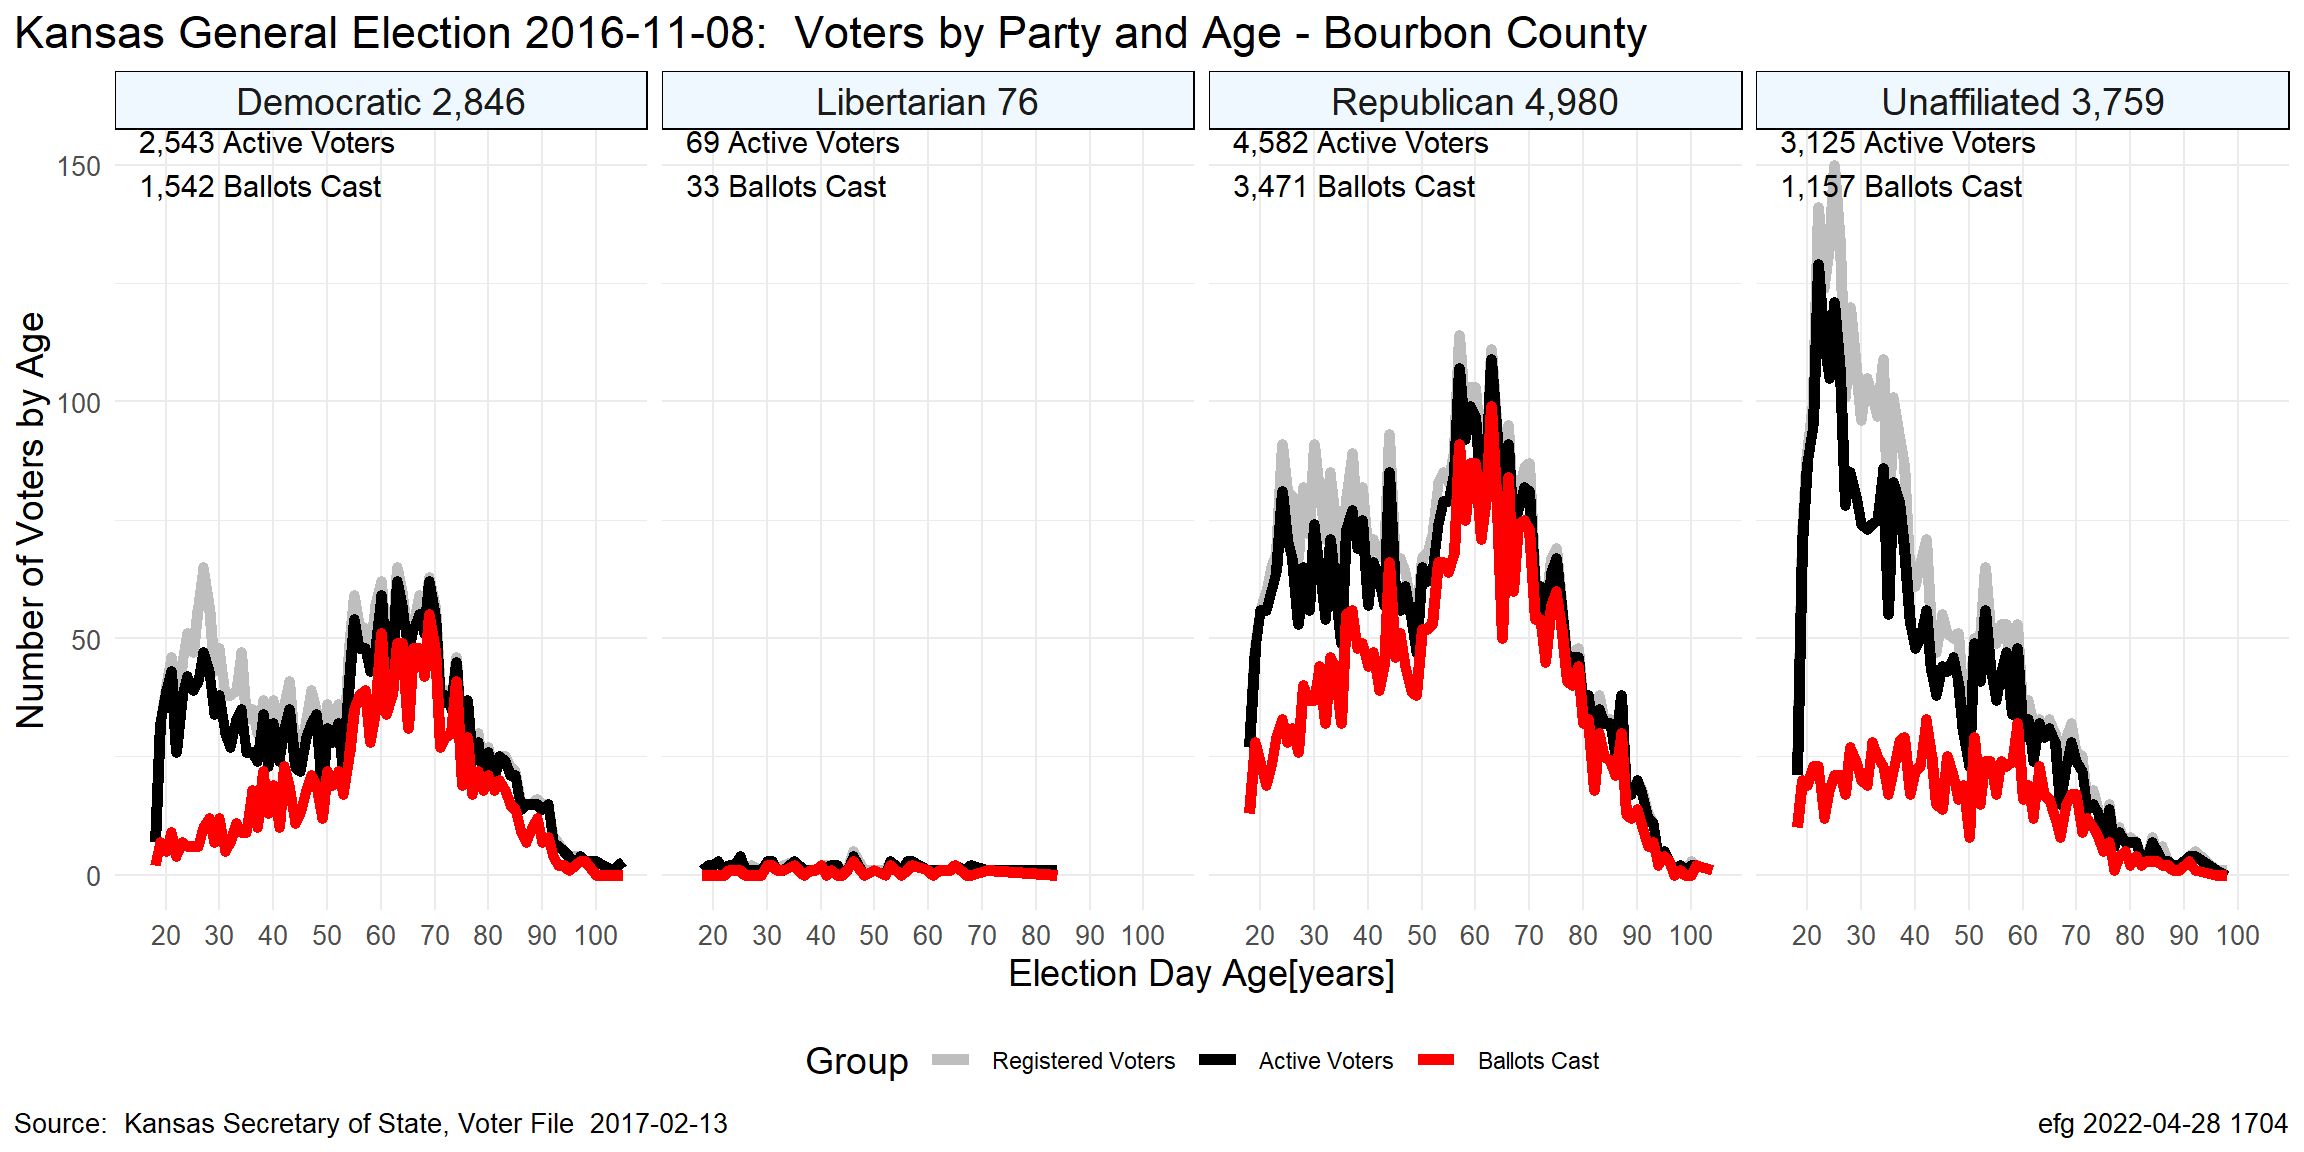 Kansas General Election 2016-11-08:  Voters by Party and Age - Bourbon County
Democratic 2,846
Libertarian 76
Republican 4,980
Unaffiliated 3,759
2,543 Active Voters
1,542 Ballots Cast
69 Active Voters
33 Ballots Cast
4,582 Active Voters
3,471 Ballots Cast
3,125 Active Voters
1,157 Ballots Cast
Number of Voters by Age
150
100
50
0
20 30 40 50 60 70 80 90 100
20 30 40 50 60 70 80 90 100
20 30 40 50 60 70 80 90 100
20 30 40 50 60 70 80 90 100
Election Day Age[years]
Group Registered Voters Active Voters Ballots Cast
Source:  Kansas Secretary of State, Voter File  2017-02-13
efg 2022-04-28 1704